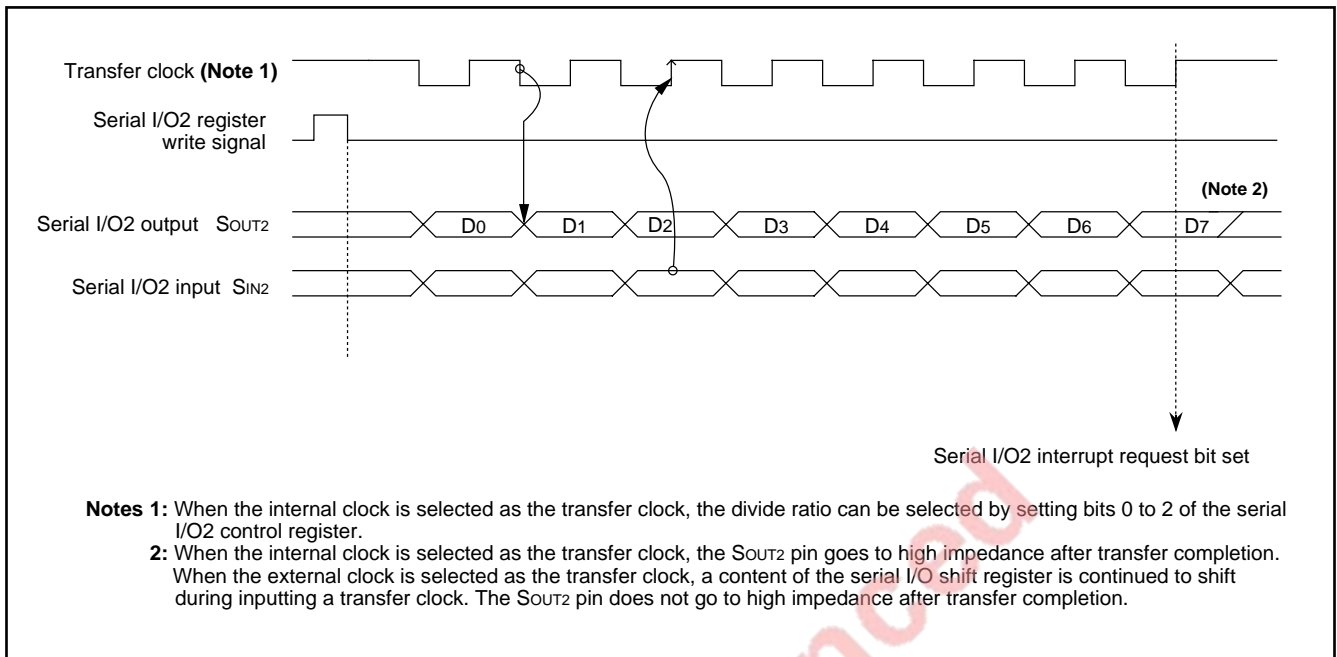 Transfer clock (Note 1)
Serial I/O2 register
write signal
(Note 2)
Serial I/O2 output SOUT2
D0 D1 D2 D3 D4 D5 D6 D7
Serial I/O2 input SIN2
Serial I/O2 interrupt request bit set
Notes 1: When the internal clock is selected as the transfer clock, the divide ratio can be selected by setting bits 0 to 2 of the serial
I/O2 control register.
2: When the internal clock is selected as the transfer clock, the SOUT2 pin goes to high impedance after transfer completion.
When the external clock is selected as the transfer clock, a content of the serial I/O shift register is continued to shift
during inputting a transfer clock. The SOUT2 pin does not go to high impedance after transfer completion.